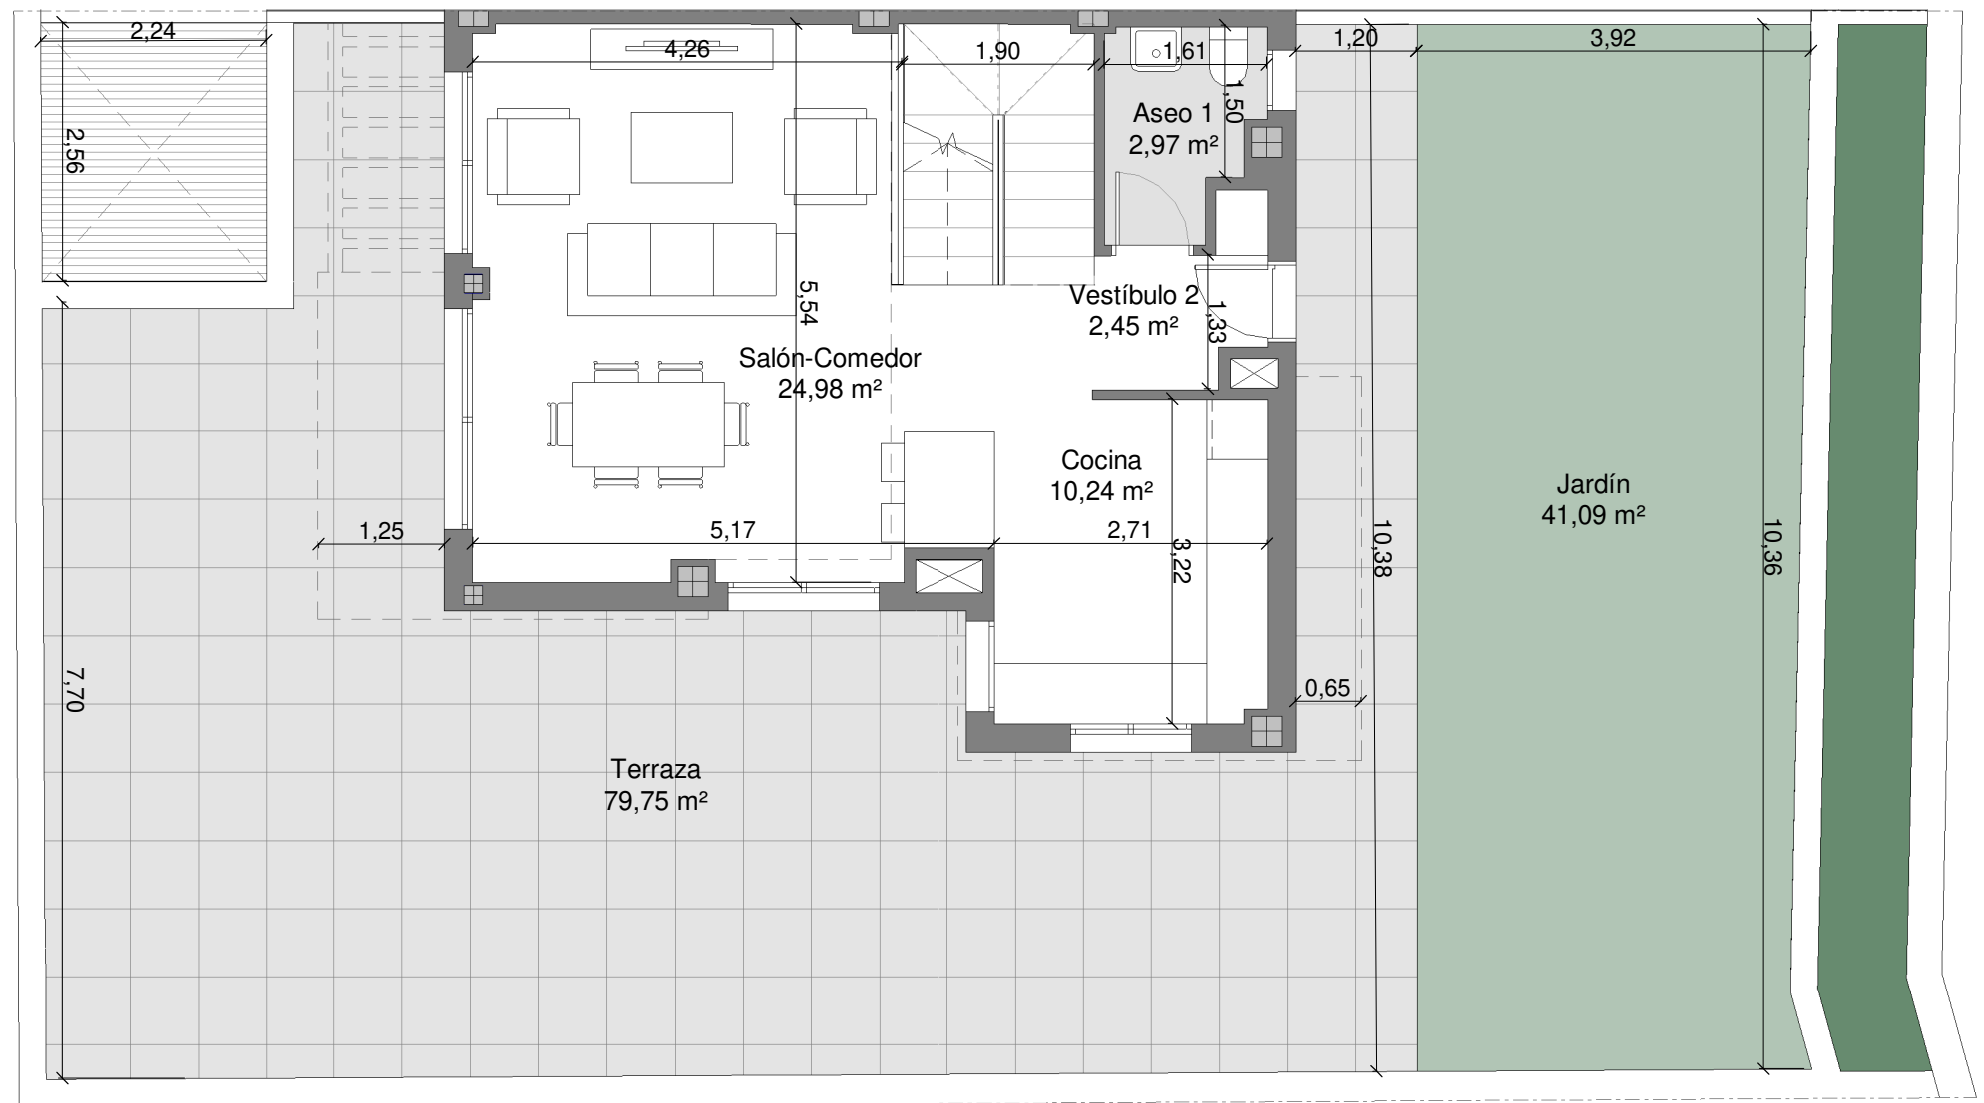 2,24
4,26
1,90
1,61
1,20
3,92
2,56
1,50
Aseo 1
2,97 m²
Vestíbulo 2
2,45 m²
1,33
5,54
Salón-Comedor
24,98 m²
Cocina
10,24 m²
Jardín
41,09 m²
1,25
5,17
2,71
3,22
10,38
10,36
7,70
0,65
Terraza
79,75 m²